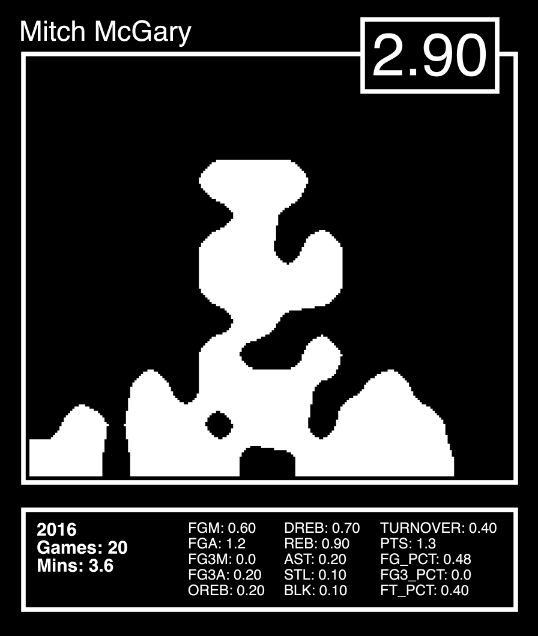 Mitch McGary
2.90
2016
Games: 20
Mins: 3.6
FGM: 0.60
FGA: 1.2
FG3M: 0.0
FG3A: 0.20
OREB: 0.20
DREB: 0.70
REB: 0.90
AST: 0.20
STL: 0.10
BLK: 0.10
TURNOVER: 0.40
PTS: 1.3
FG_PCT: 0.48
FG3_PCT: 0.0
FT_PCT: 0.40